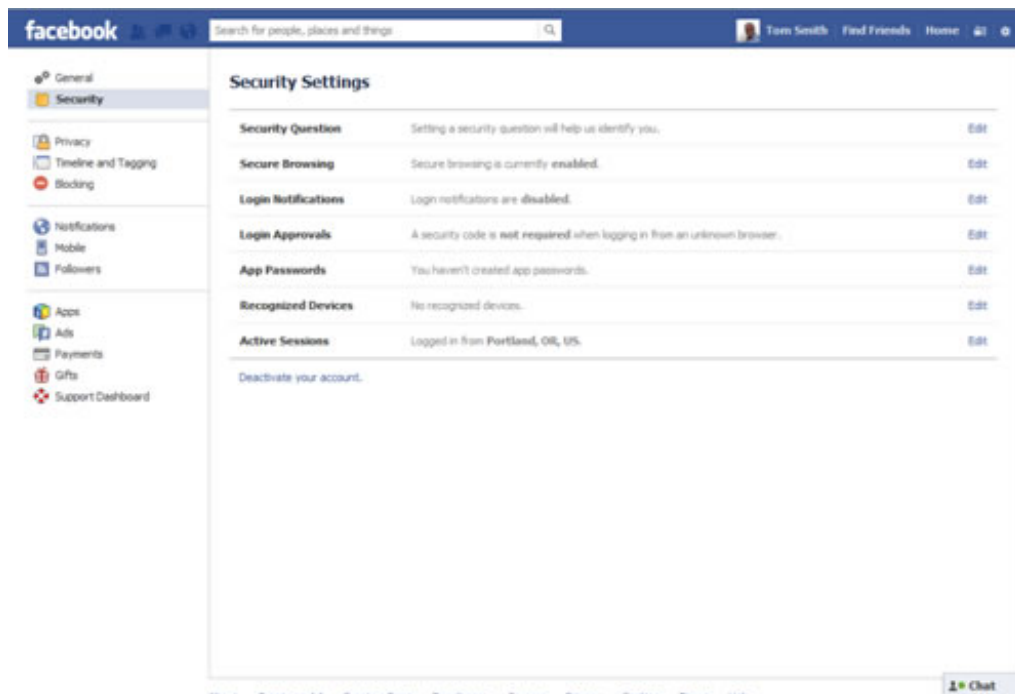 facebook
Search for people, places and things
Tom Smith Find Friends Home
General
Security
Privacy
Timeline and Tagging
Blocking
Notifications
Mobile
Followers
Apps
Ads
Payments
Gifts
Support Dashboard
Security Settings
Security Question Setting a security question will help us identify you. Edit
Secure Browsing Secure browsing is currently enabled. Edit
Login Notifications Login notifications are disabled. Edit
Login Approvals A security code is not required when logging in from an unknown browser. Edit
App Passwords You haven't created app passwords. Edit
Recognized Devices No recognized devices. Edit
Active Sessions Logged in from Portland, OR, US. Edit
Deactivate your account.
Chat